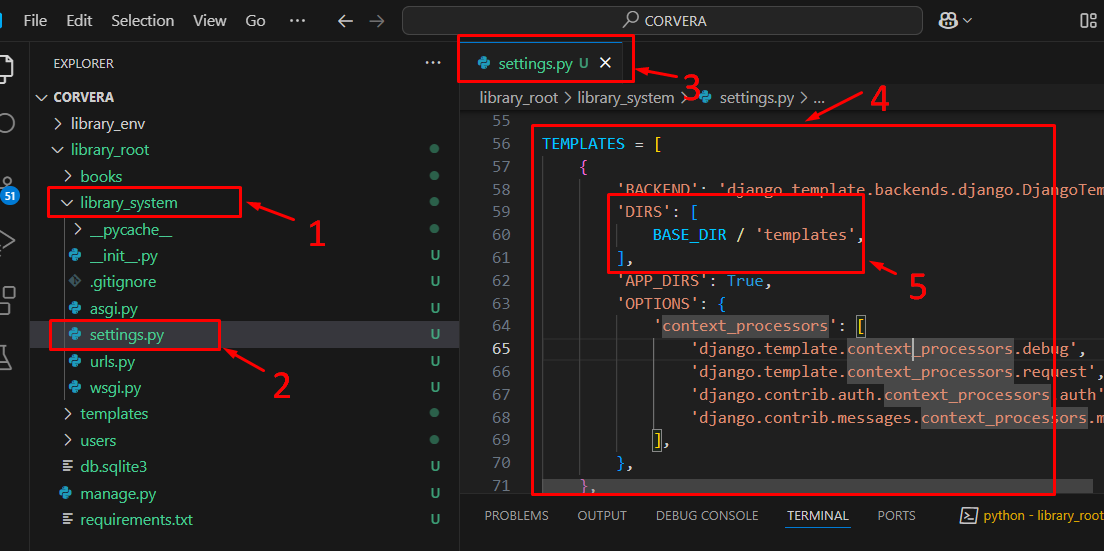 File Edit Selection View Go ··· CORVERA
EXPLORER ···
CORVERA
library_env
library_root
books
library_system
__pycache__
__init__.py U
.gitignore U
asgi.py U
settings.py U
urls.py U
wsgi.py U
templates
users
db.sqlite3 U
manage.py U
requirements.txt U
51
1
2
settings.py U
3
library_root > library_system > settings.py > ...
4
55
56 TEMPLATES = [
57 {
58 'BACKEND': 'django.template.backends.django.DjangoTem
59 'DIRS': [
60 BASE_DIR / 'templates',
61 ],
5
62 'APP_DIRS': True,
63 'OPTIONS': {
64 'context_processors': [
65 'django.template.context_processors.debug',
66 'django.template.context_processors.request',
67 'django.contrib.auth.context_processors.auth'
68 'django.contrib.messages.context_processors.m
69 ],
70 },
71 },
PROBLEMS OUTPUT DEBUG CONSOLE TERMINAL PORTS python - library_root